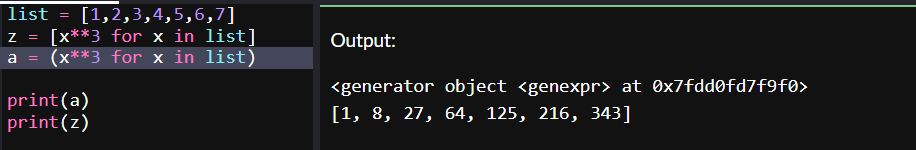 list = [1,2,3,4,5,6,7]
z = [x**3 for x in list]
a = (x**3 for x in list)
print(a)
print(z)
Output:
<generator object <genexpr> at 0x7fdd0fd7f9f0>
[1, 8, 27, 64, 125, 216, 343]